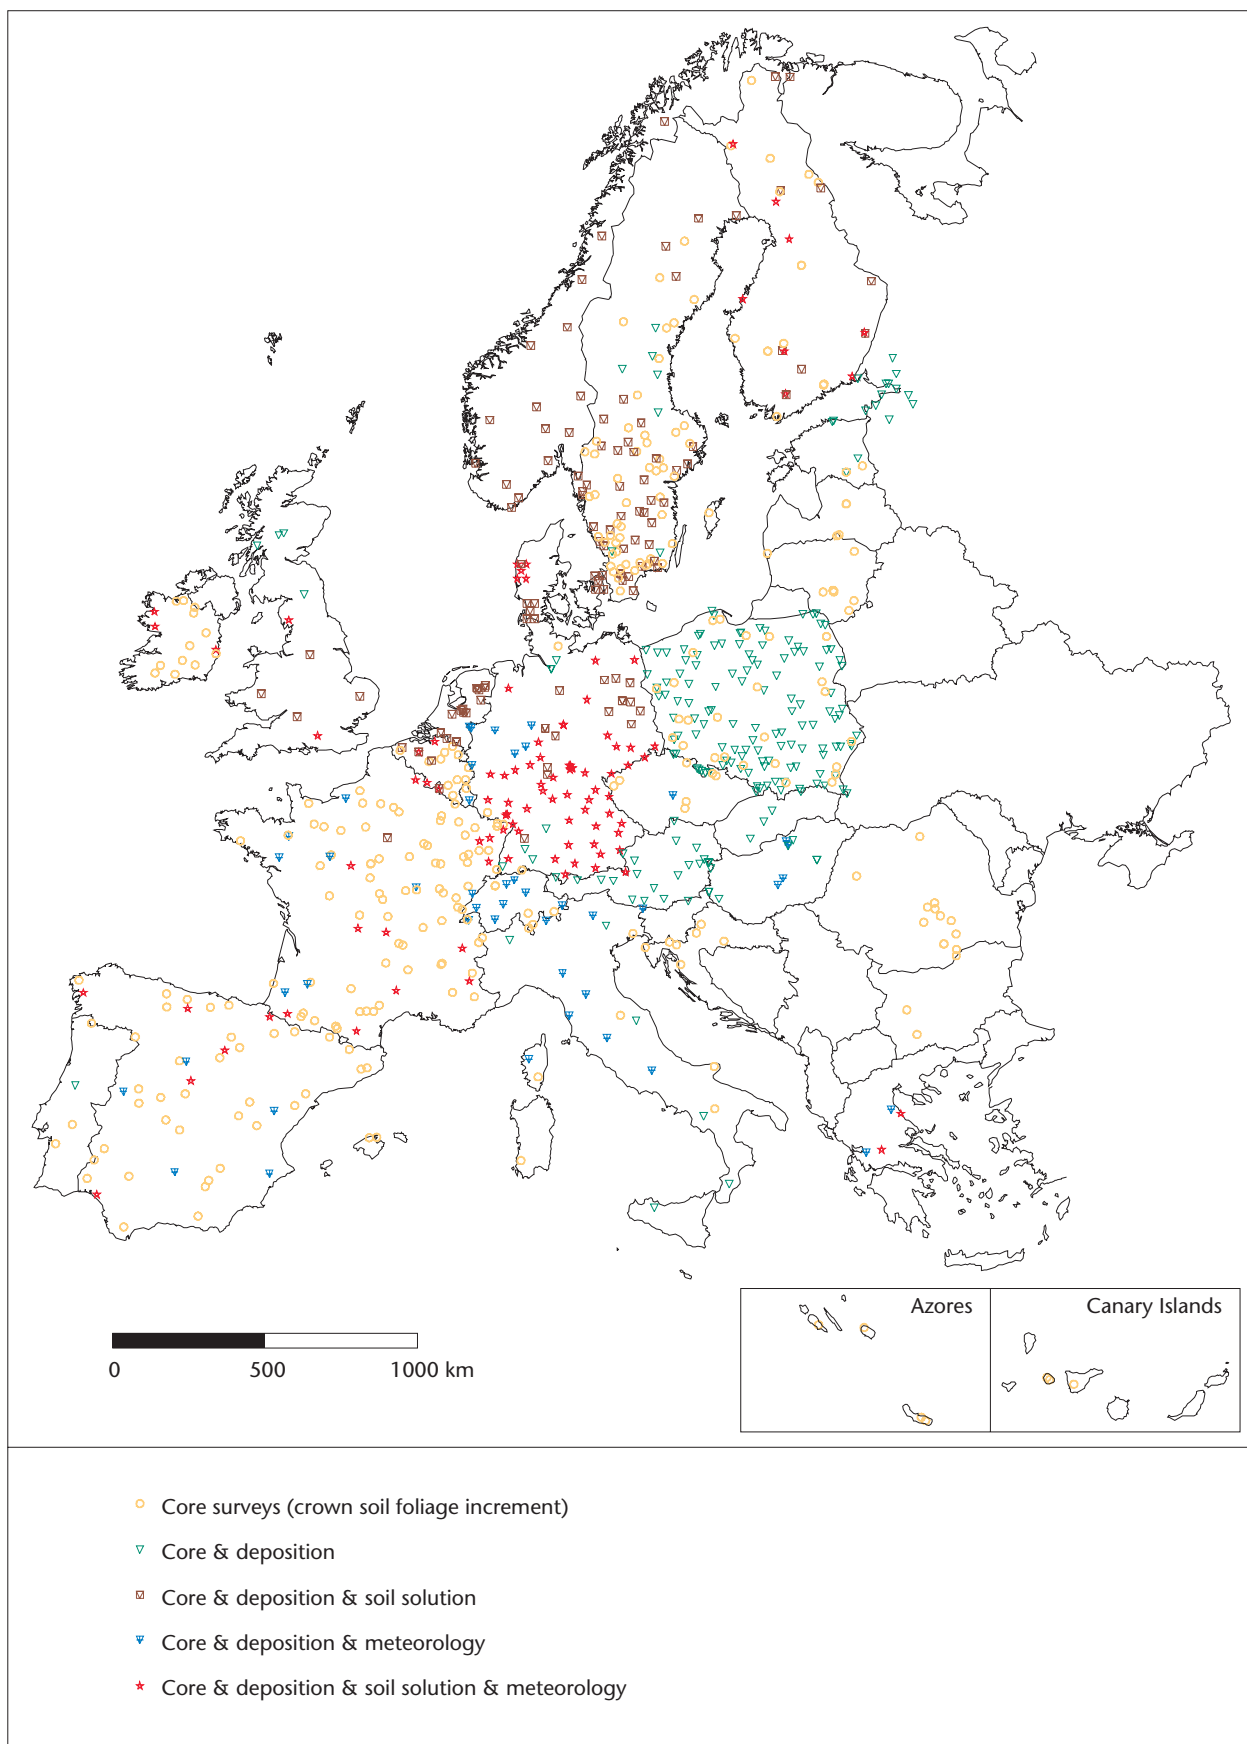 Azores
Canary Islands
0 500 1000 km
Core surveys (crown soil foliage increment)
Core & deposition
Core & deposition & soil solution
Core & deposition & meteorology
Core & deposition & soil solution & meteorology